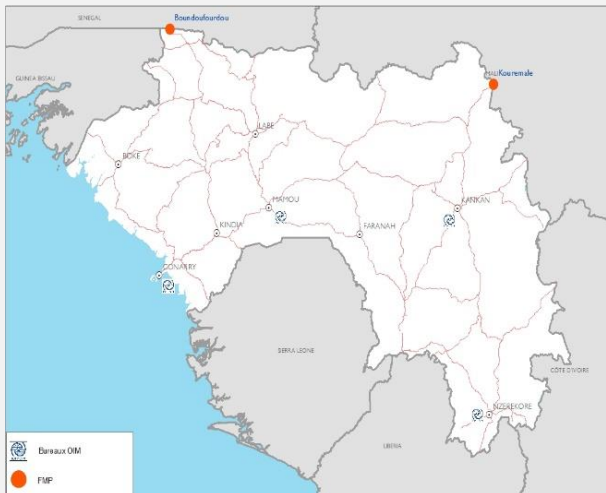 SENEGAL
Boundoufourdou
GUINEA BISSAU
MALI Kouremale
LABE
BOKE
MAMOU
KANKAN
KINDIA
FARANAH
CONAKRY
SIERRA LEONE
CÔTE D'IVOIRE
NZEREKORE
LIBERIA
Bureaux OIM
FMP